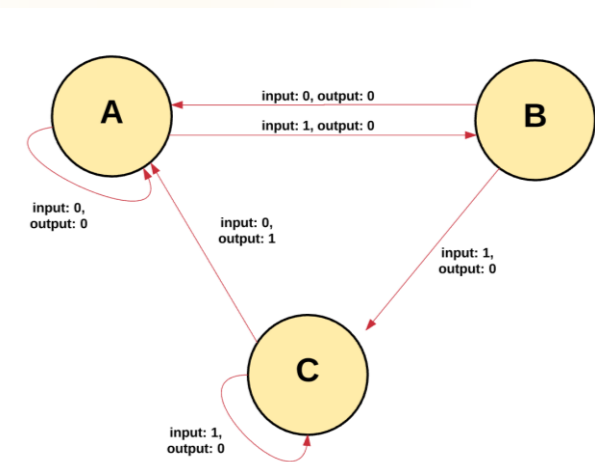 A
B
input: 0, output: 0
input: 1, output: 0
input: 0,
output: 0
input: 0,
output: 1
input: 1,
output: 0
C
input: 1,
output: 0